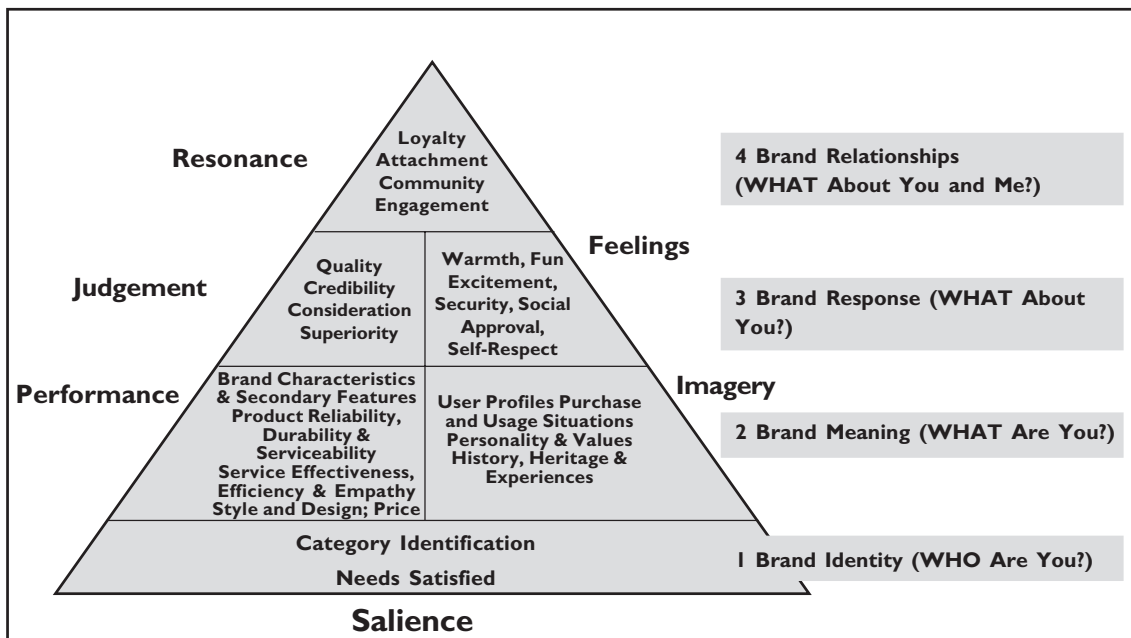 Resonance
Loyalty
Attachment
Community
Engagement
4 Brand Relationships
(WHAT About You and Me?)
Judgement
Quality
Credibility
Consideration
Superiority
Warmth, Fun
Excitement,
Security, Social
Approval,
Self-Respect
Feelings
3 Brand Response (WHAT About
You?)
Performance
Brand Characteristics
& Secondary Features
Product Reliability,
Durability &
Serviceability
Service Effectiveness,
Efficiency & Empathy
Style and Design; Price
User Profiles Purchase
and Usage Situations
Personality & Values
History, Heritage &
Experiences
Imagery
2 Brand Meaning (WHAT Are You?)
Category Identification
Needs Satisfied
1 Brand Identity (WHO Are You?)
Salience